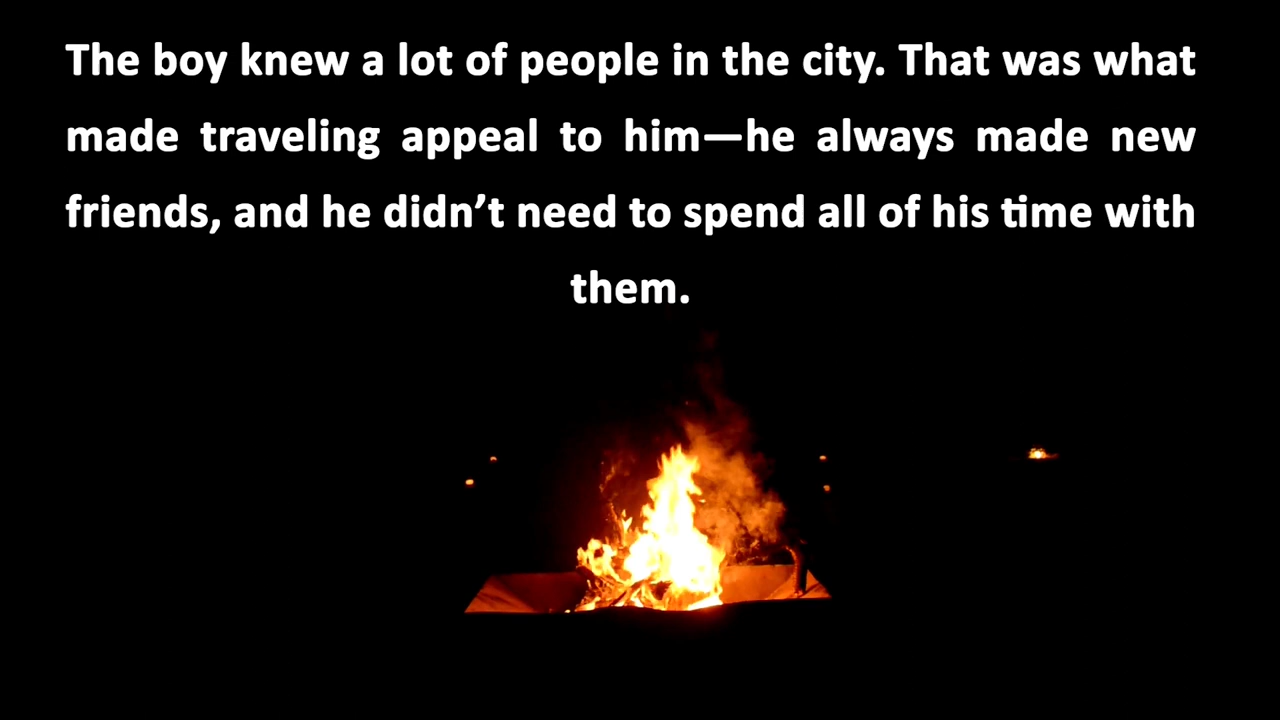 The boy knew a lot of people in the city. That was what
made traveling appeal to him—he always made new
friends, and he didn’t need to spend all of his time with
them.